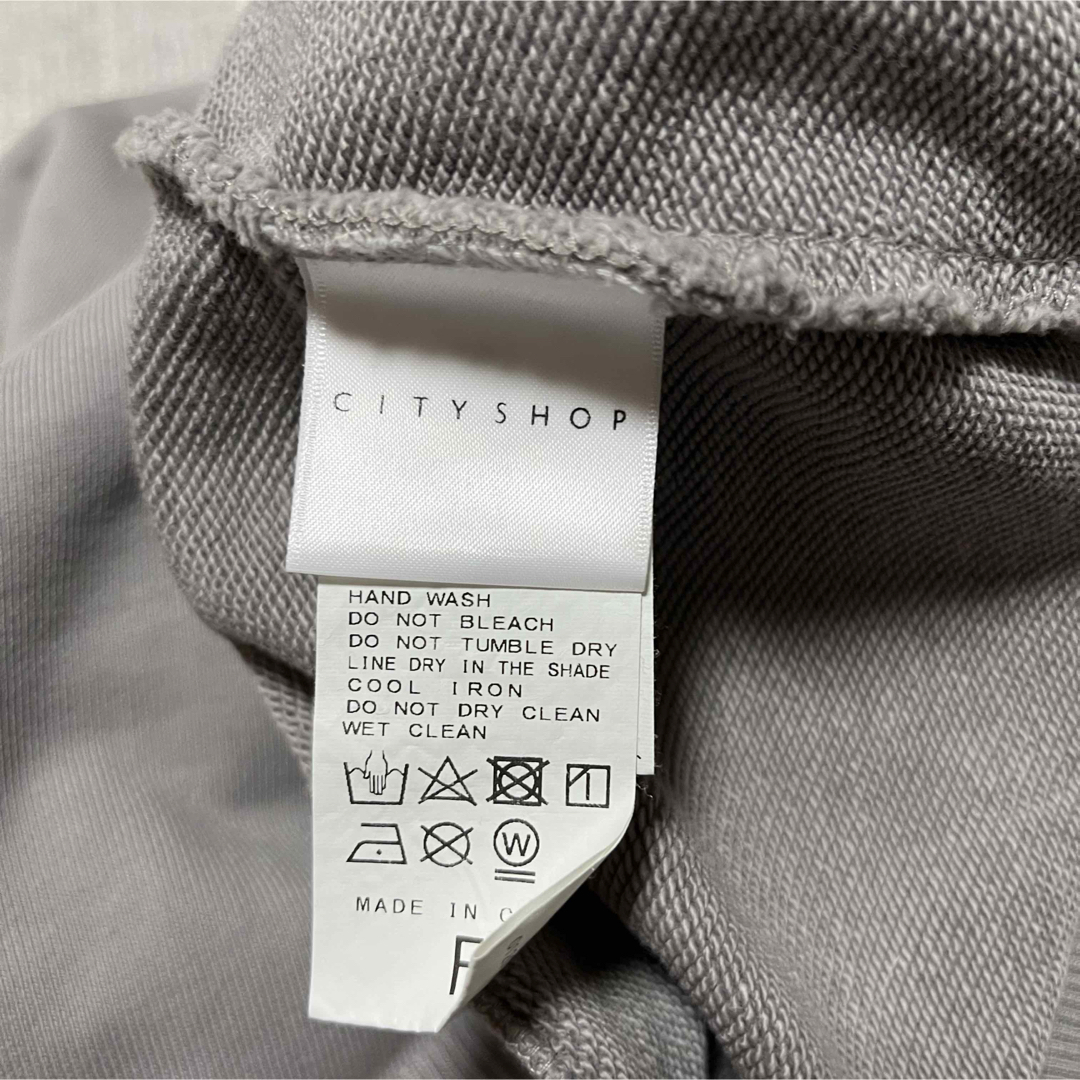 CITYSHOP
HAND WASH
DO NOT BLEACH
DO NOT TUMBLE DRY
LINE DRY IN THE SHADE
COOL IRON
DO NOT DRY CLEAN
WET CLEAN
W
MADE IN
F